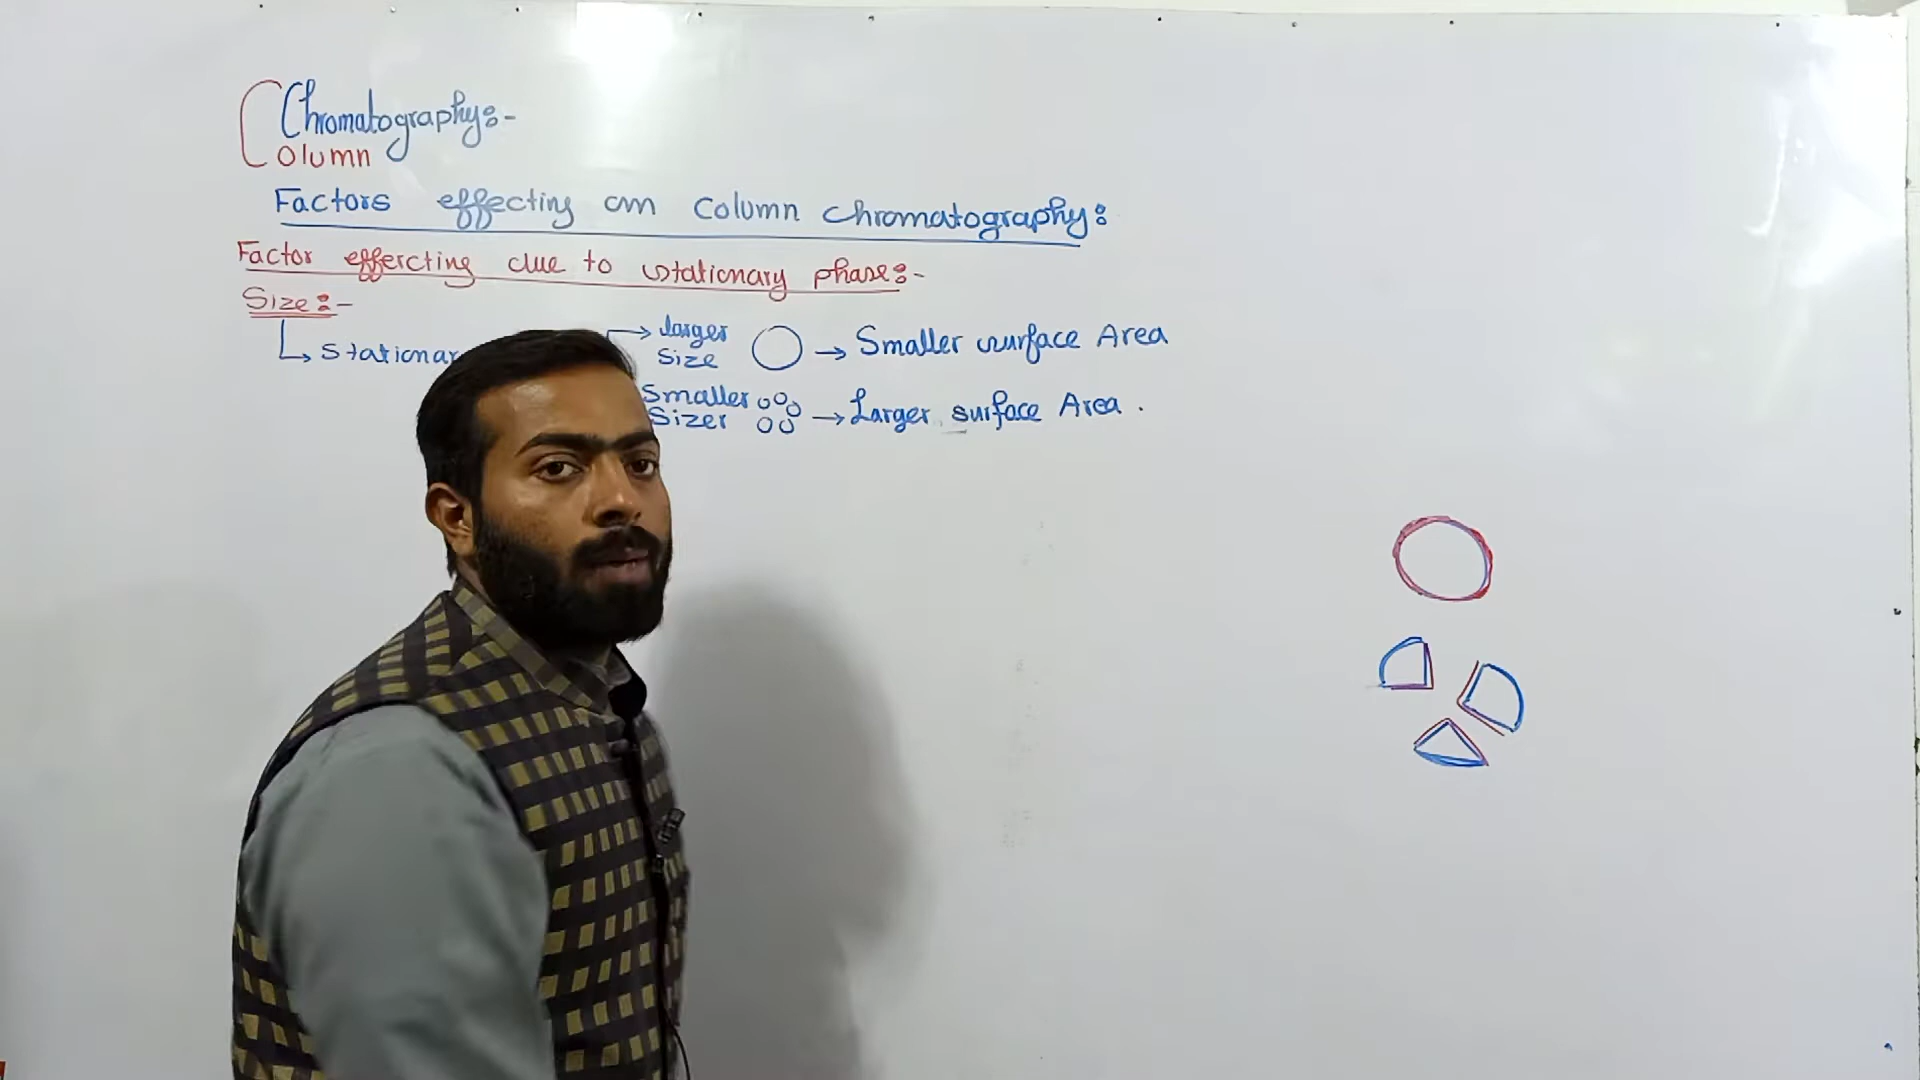 Chromatography:-
Column
Factors effecting on column chromatography:
Factor effercting due to stationary phase:-
Size:-
larger
size → Smaller surface Area
Smaller
Sizer → Larger surface Area.